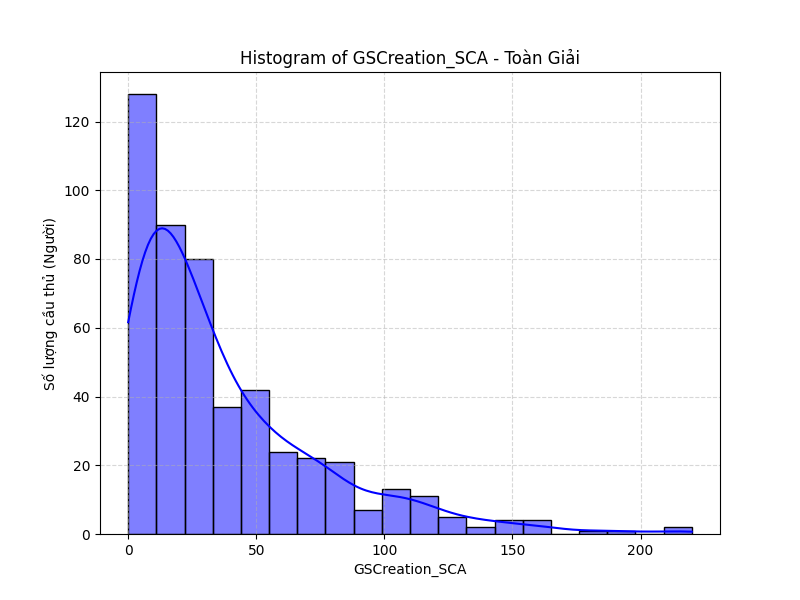 Histogram of GSCreation_SCA - Toàn Giải
Số lượng cầu thủ (Người)
120
100
80
60
40
20
0
0 50 100 150 200
GSCreation_SCA